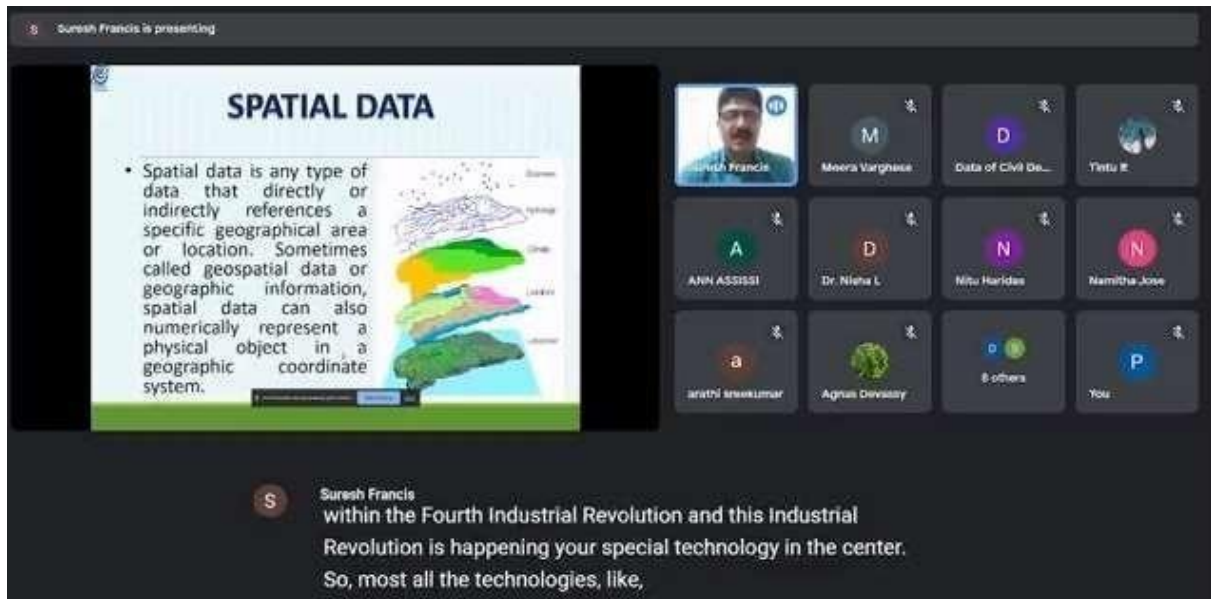 S Suresh Francis is presenting
SPATIAL DATA
• Spatial data is any type of
data that directly or
indirectly references a
specific geographical area
or location. Sometimes
called geospatial data or
geographic information,
spatial data can also
numerically represent a
physical object in a
geographic coordinate
system.
Francis
M
Meera Varghese
D
Data of Civil De...
Tintu
A
ANN ASSISSI
D
Dr. Nisha L
N
Nitu Haridas
N
Namitha Jose
a
arathi sreekumar
Agnus Devassy
8 others
P
You
S
Suresh Francis
within the Fourth Industrial Revolution and this Industrial
Revolution is happening your special technology in the center.
So, most all the technologies, like,